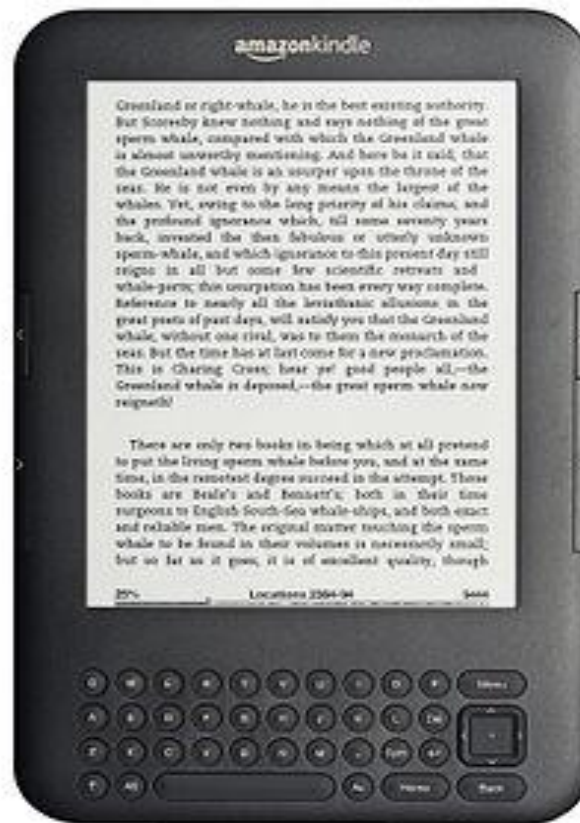 amazonkindle
Greenland or right-whale, he is the best existing authority.
But Scoresby knew nothing and says nothing of the great
sperm whale, compared with which the Greenland whale
is almost unworthy mentioning. And here be it said, that
the Greenland whale is an usurper upon the throne of the
seas. He is not even by any means the largest of the
whales. Yet, owing to the long priority of his claims, and
the profound ignorance which, till some seventy years
back, invested the then fabulous or utterly unknown
sperm-whale, and which ignorance to this present day still
reigns in all but some few scientific retreats and
whale-ports; this usurpation has been every way complete.
Reference to nearly all the leviathanic allusions in the
great poets of past days, will satisfy you that the Greenland
whale, without one rival, was to them the monarch of the
seas. But the time has at last come for a new proclamation.
This is Charing Cross; hear ye! good people all,—the
Greenland whale is deposed,—the great sperm whale now
reigneth!
There are only two books in being which at all pretend
to put the living sperm whale before you, and at the same
time, in the remotest degree succeed in the attempt. Those
books are Beale's and Bennett's; both in their time
surgeons to English South-Sea whale-ships, and both exact
and reliable men. The original matter touching the sperm
whale to be found in their volumes is necessarily small;
but so far as it goes, it is of excellent quality, though
25% Locations 2384-94 9444
Q W E R T Y U I O P Menu
A S D F G H J K L Del
Z X C V B N M . Sym
Alt Aa Home Back